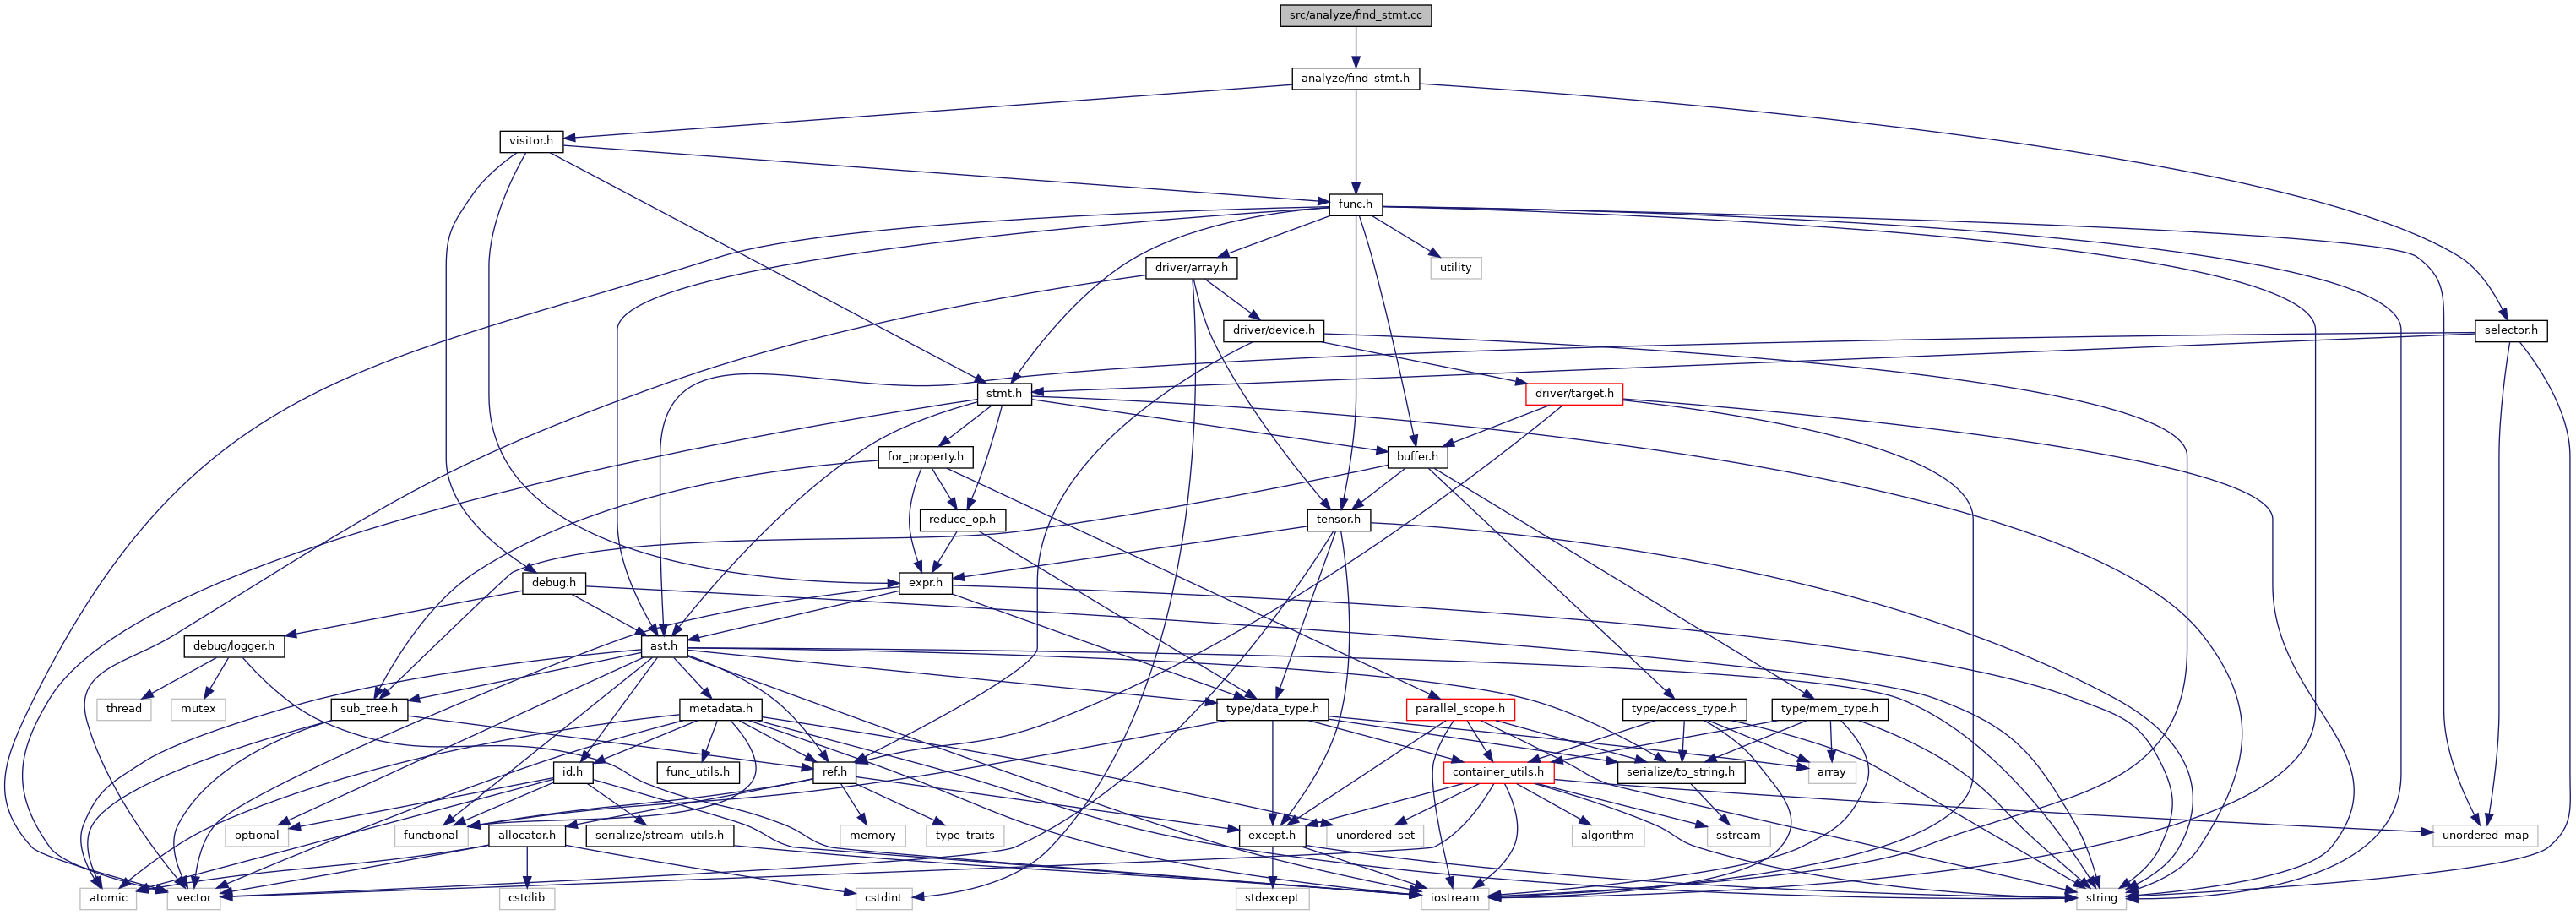 src/analyze/find_stmt.cc
analyze/find_stmt.h
visitor.h
func.h
driver/array.h
utility
driver/device.h
selector.h
stmt.h
driver/target.h
for_property.h
buffer.h
reduce_op.h
tensor.h
debug.h
expr.h
debug/logger.h
ast.h
thread
mutex
sub_tree.h
metadata.h
type/data_type.h
parallel_scope.h
type/access_type.h
type/mem_type.h
id.h
func_utils.h
ref.h
container_utils.h
serialize/to_string.h
array
optional
functional
allocator.h
serialize/stream_utils.h
memory
type_traits
except.h
unordered_set
algorithm
sstream
unordered_map
atomic
vector
cstdlib
cstdint
stdexcept
iostream
string